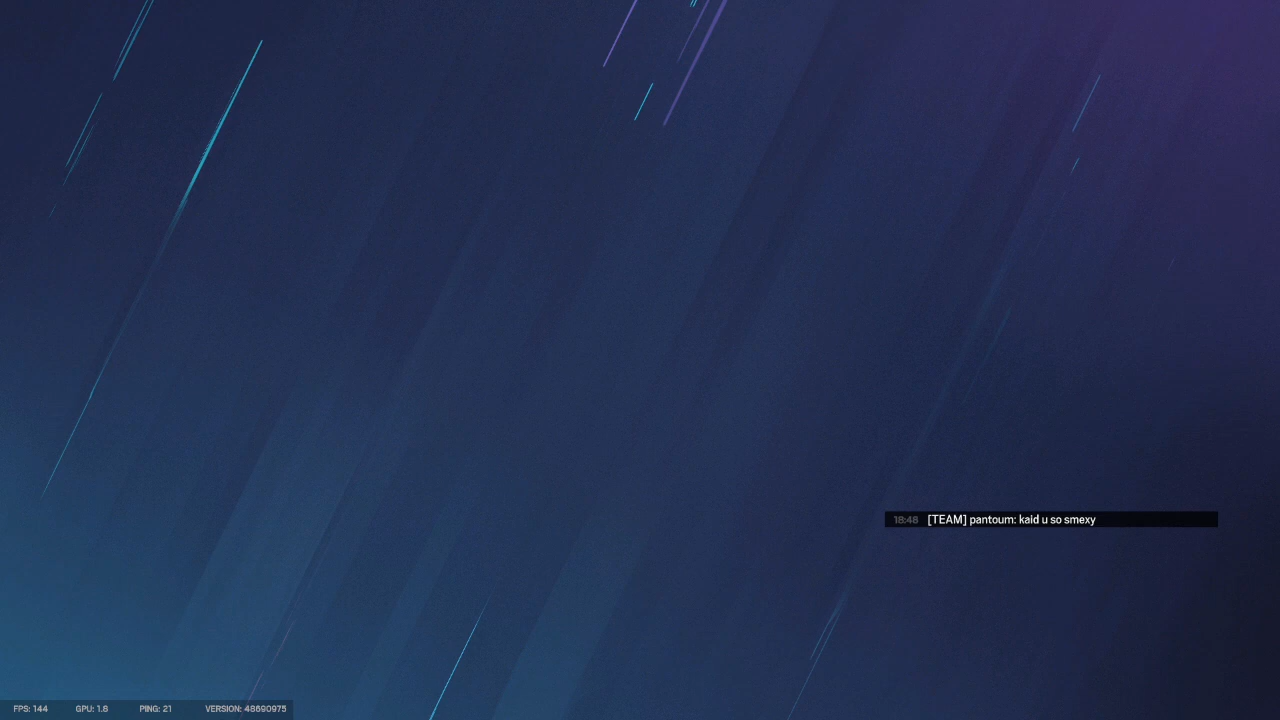 18:48 [TEAM] pantoum: kaid u so smexy
FPS: 144 GPU: 1.8 PING: 21 VERSION: 48690975